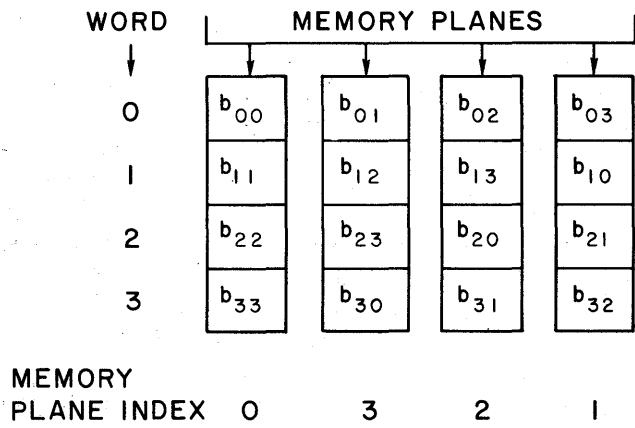 WORD MEMORY PLANES
0 b00 b01 b02 b03
1 b11 b12 b13 b10
2 b22 b23 b20 b21
3 b33 b30 b31 b32
MEMORY
PLANE INDEX 0 3 2 1